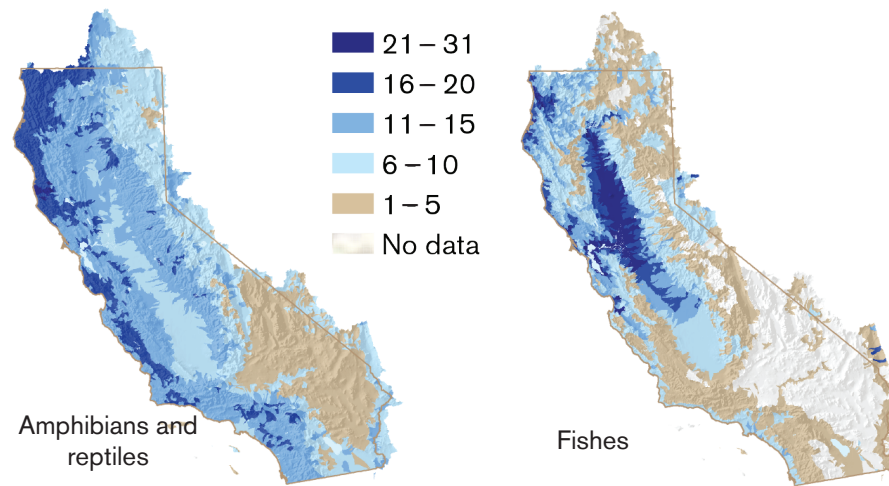 21 – 31
16 – 20
11 – 15
6 – 10
1 – 5
No data
Amphibians and
reptiles
Fishes